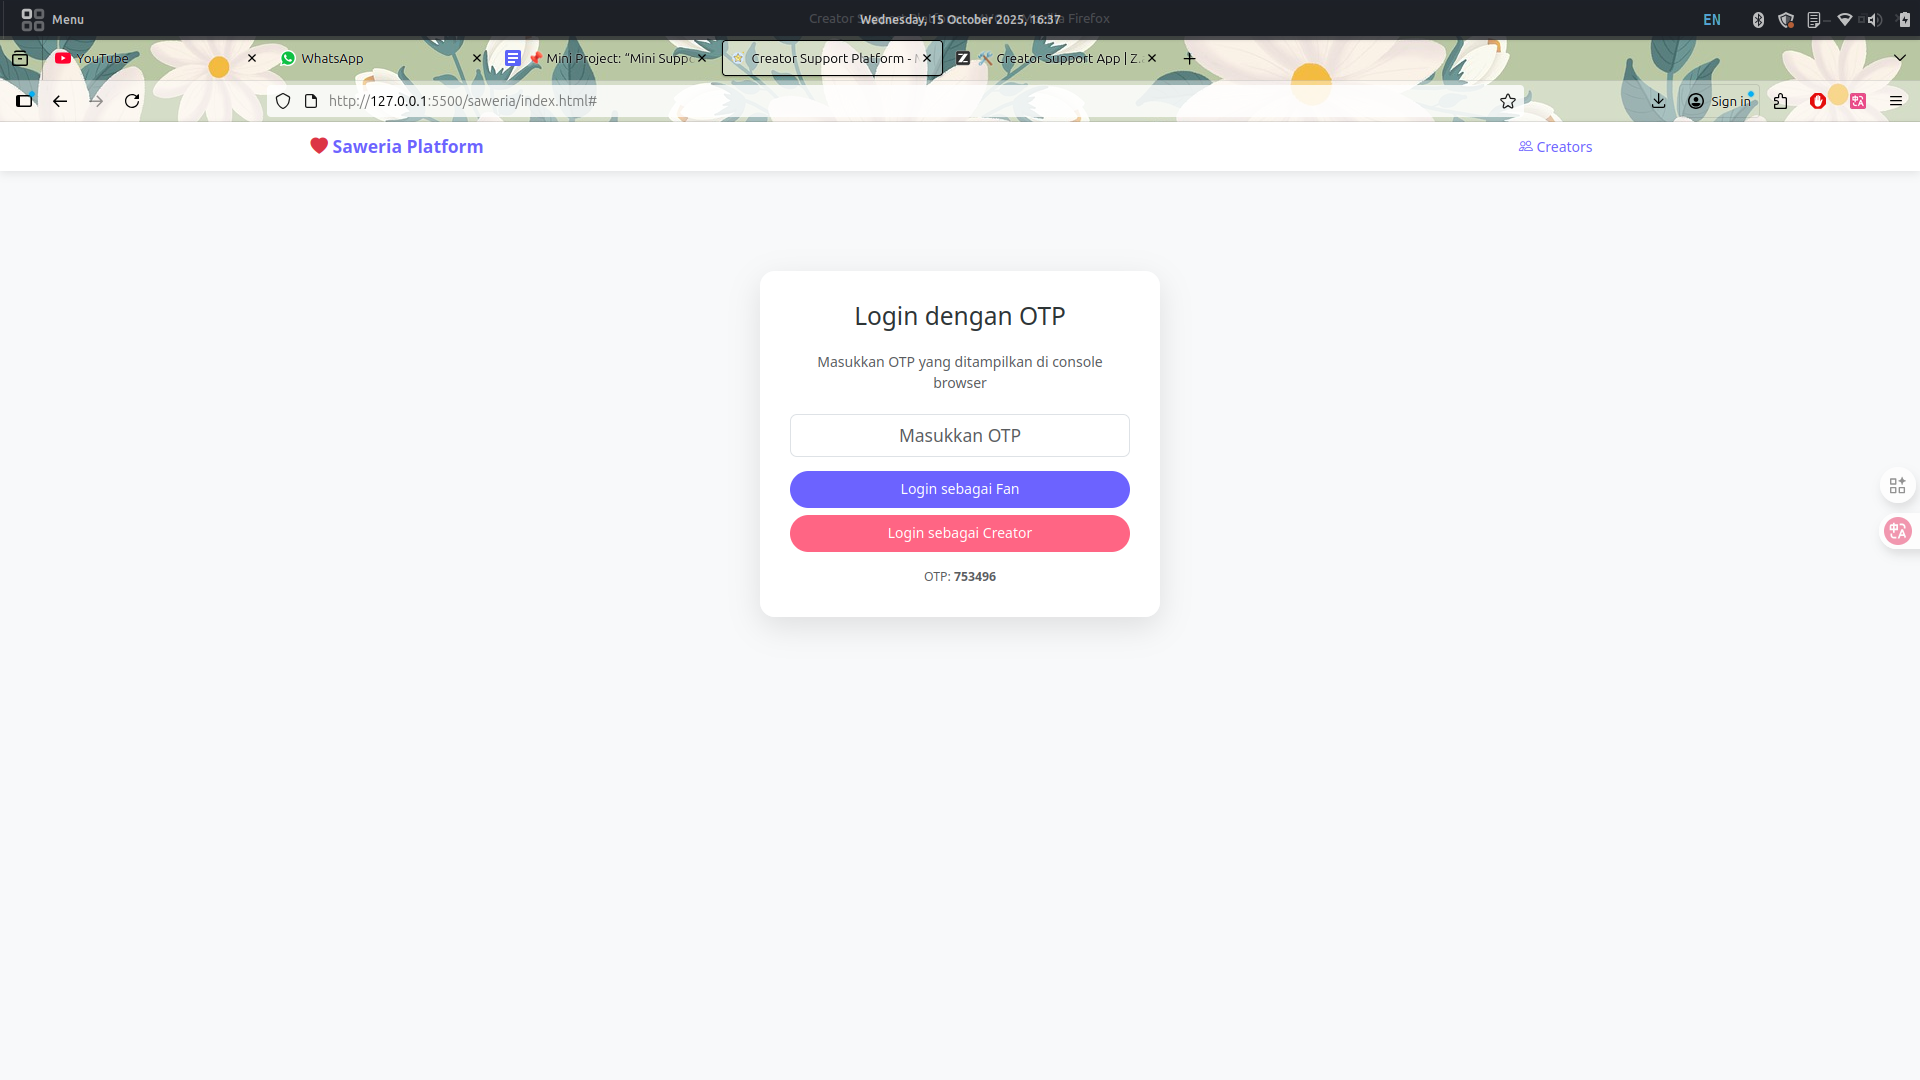 Menu
Wednesday, 15 October 2025, 16:37
EN
YouTube
WhatsApp
📌 Mini Project: “Mini Supp
Creator Support Platform -
🛠️ Creator Support App | Z.
http://127.0.0.1:5500/saweria/index.html#
Sign in
Saweria Platform
Creators
Login dengan OTP
Masukkan OTP yang ditampilkan di console
browser
Masukkan OTP
Login sebagai Fan
Login sebagai Creator
OTP: 753496